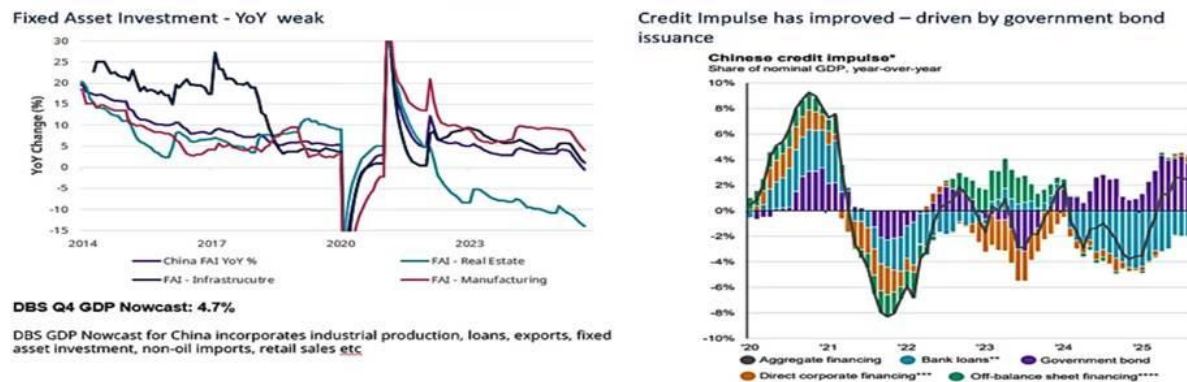 Fixed Asset Investment - YoY weak
30
25
20
15
10
5
0
-5
-10
-15
YoY Change (%)
2014
2017
2020
2023
China FAI YoY %
FAI - Real Estate
FAI - Infrastrucutre
FAI - Manufacturing
DBS Q4 GDP Nowcast: 4.7%
DBS GDP Nowcast for China incorporates industrial production, loans, exports, fixed
asset investment, non-oil imports, retail sales etc
Credit Impulse has improved – driven by government bond
issuance
Chinese credit impulse*
Share of nominal GDP, year-over-year
10%
8%
6%
4%
2%
0%
-2%
-4%
-6%
-8%
-10%
'20
'21
'22
'23
'24
'25
Aggregate financing
Bank loans**
Government bond
Direct corporate financing***
Off-balance sheet financing****